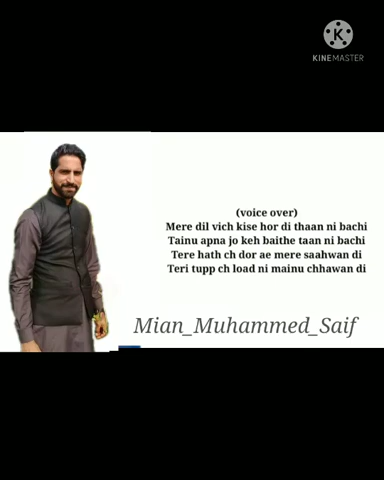 K
KINEMASTER
(voice over)
Mere dil vich kise hor di thaan ni bachi
Tainu apna jo keh baithe taan ni bachi
Tere hath ch dor ae mere saahwan di
Teri tupp ch load ni mainu chhawan di
Mian_Muhammed_Saif